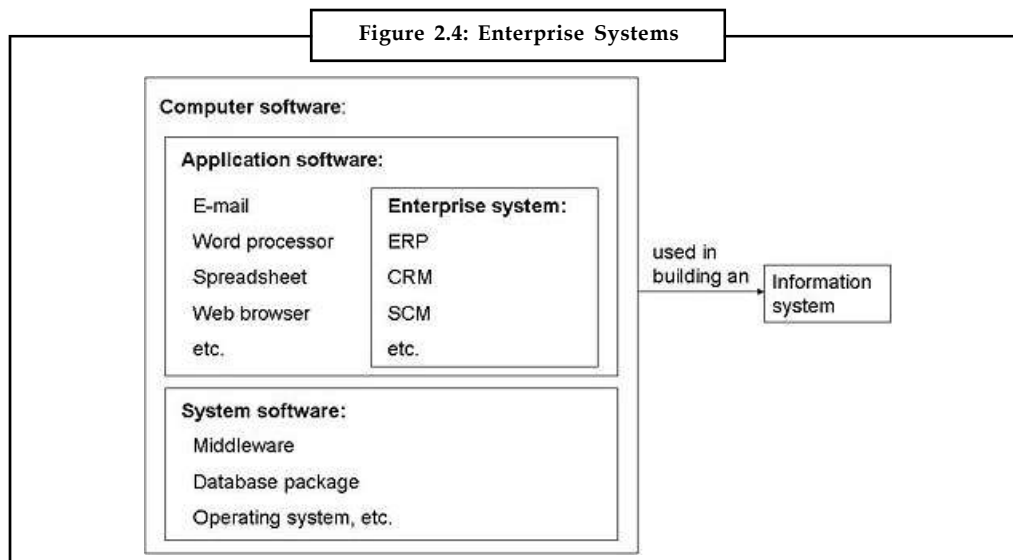 Figure 2.4: Enterprise Systems
Computer software:
Application software:
E-mail
Word processor
Spreadsheet
Web browser
etc.
Enterprise system:
ERP
CRM
SCM
etc.
System software:
Middleware
Database package
Operating system, etc.
used in
building an
Information
system